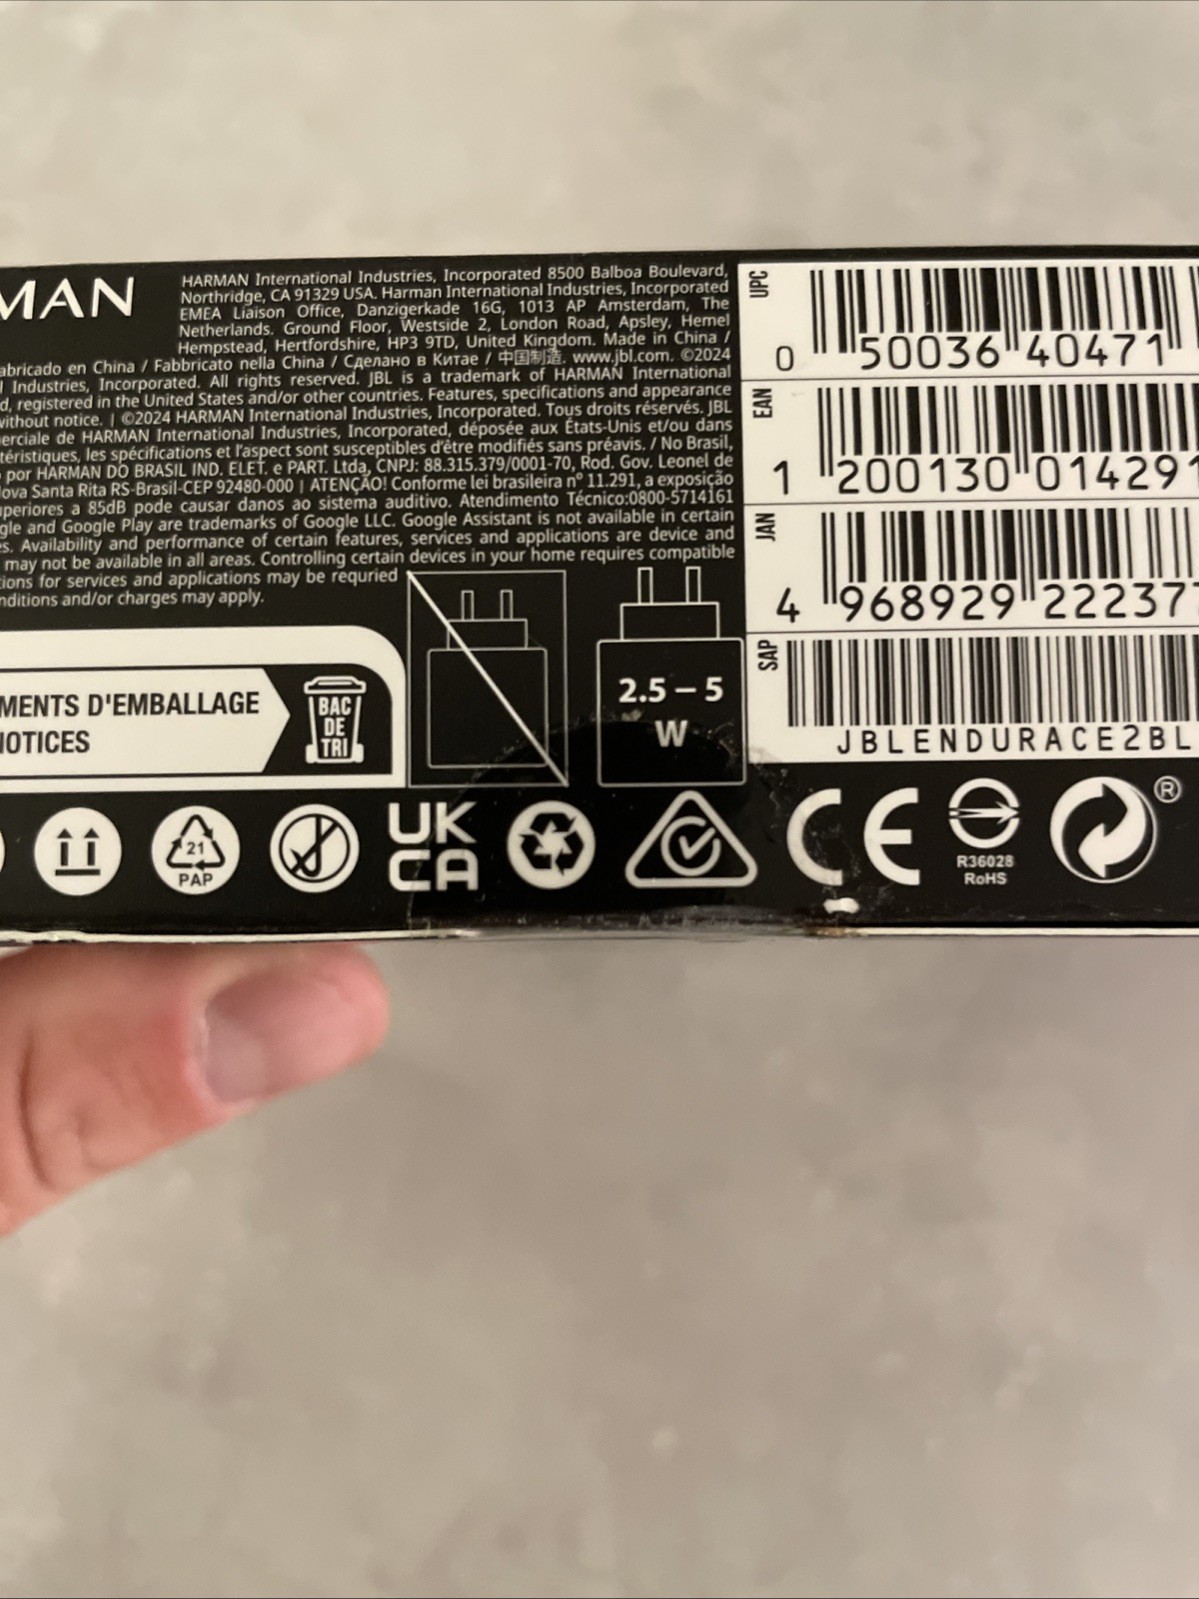 MAN
HARMAN International Industries, Incorporated 8500 Balboa Boulevard,
Northridge, CA 91329 USA. Harman International Industries, Incorporated
EMEA Liaison Office, Danzigerkade 16G, 1013 AP Amsterdam, The
Netherlands. Ground Floor, Westside 2, London Road, Apsley, Hemel
Hempstead, Hertfordshire, HP3 9TD, United Kingdom. Made in China /
abricado en China / Fabbricato nella China / Сделано в Китае / 中国制造. www.jbl.com. ©2024
l Industries, Incorporated. All rights reserved. JBL is a trademark of HARMAN International
d, registered in the United States and/or other countries. Features, specifications and appearance
without notice. | ©2024 HARMAN International Industries, Incorporated. Tous droits réservés. JBL
erciale de HARMAN International Industries, Incorporated, déposée aux États-Unis et/ou dans
téristiques, les spécifications et l'aspect sont susceptibles d'être modifiés sans préavis. / No Brasil,
por HARMAN DO BRASIL IND. ELET. e PART. Ltda, CNPJ: 88.315.379/0001-70, Rod. Gov. Leonel de
Nova Santa Rita RS-Brasil-CEP 92480-000 | ATENÇÃO! Conforme lei brasileira nº 11.291, a exposição
uperiores a 85dB pode causar danos ao sistema auditivo. Atendimento Técnico:0800-5714161
gle and Google Play are trademarks of Google LLC. Google Assistant is not available in certain
s. Availability and performance of certain features, services and applications are device and
may not be available in all areas. Controlling certain devices in your home requires compatible
ions for services and applications may be requried
nditions and/or charges may apply.
MENTS D'EMBALLAGE
NOTICES
BAC
DE
TRI
2.5 – 5
W
UPC
0 50036 40471
EAN
1 200130 014291
JAN
4 968929 222377
SAP
JBLENDURACE2BL
21
PAP
UK
CA
CE
R36028
RoHS
®